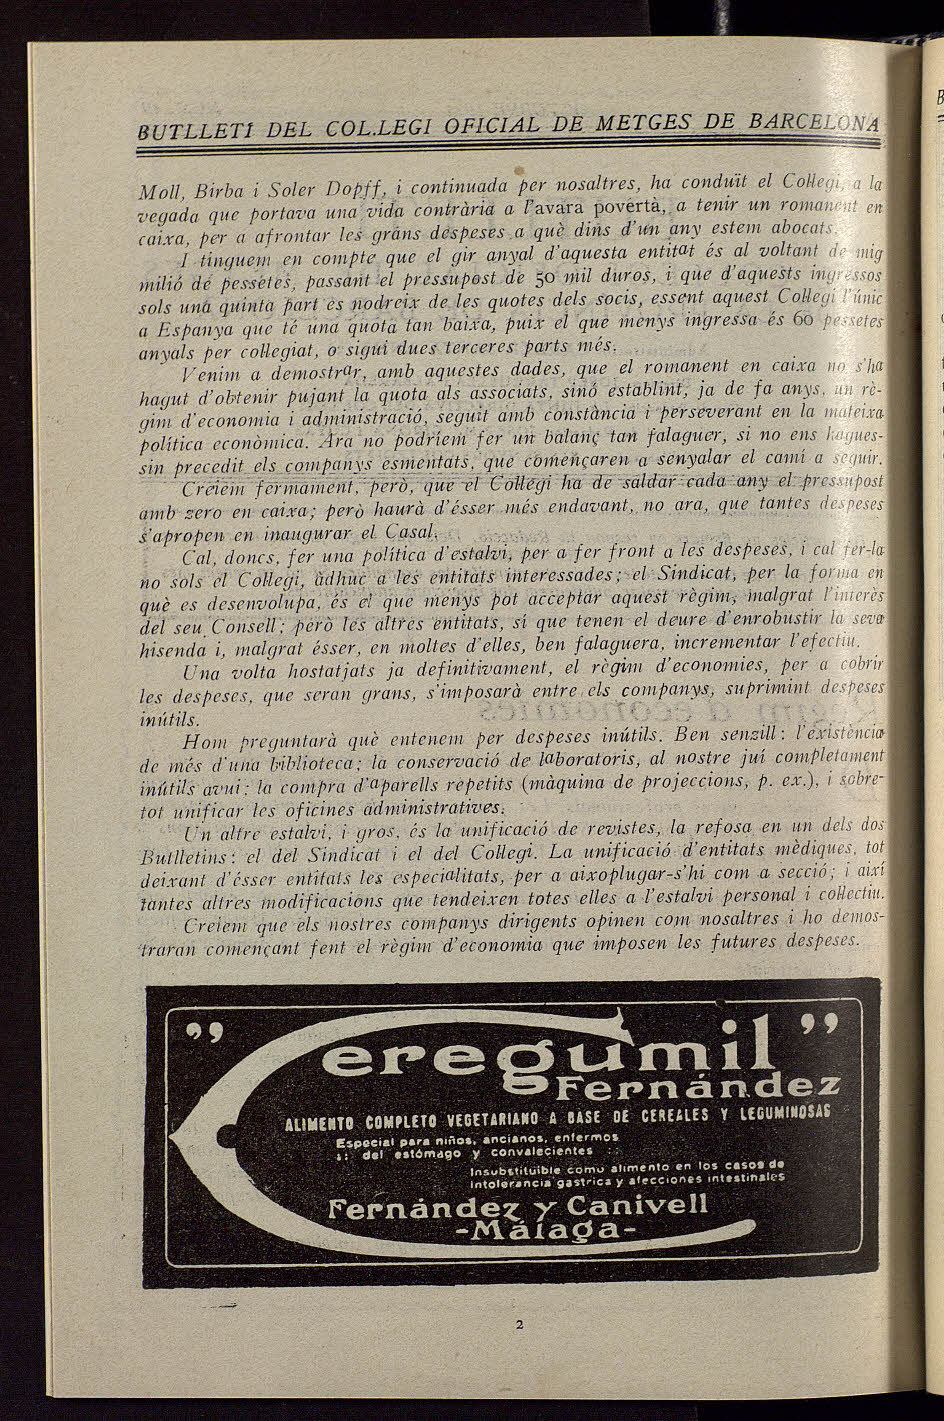 BUTLLETÍ DEL COL.LEGI OFICIAL DE METGES DE BARCELONA
Moll, Birba i Soler Dopff, i continuada per nosaltres, ha conduït el Coŀlegi, a la
vegada que portava una vida contrària a l'avara povertà, a tenir un romanent en
caixa, per a afrontar les grans despeses a què dins d'un any estem abocats.
I tinguem en compte que el gir anyal d'aquesta entitat és al voltant de mig
milió de pessetes, passant el pressupost de 50 mil duros, i que d'aquests ingressos
sols una quinta part es nodreix de les quotes dels socis, essent aquest Coŀlegi l'únic
a Espanya que té una quota tan baixa, puix el que menys ingressa és 60 pessetes
anyals per coŀlegiat, o sigui dues terceres parts més.
Venim a demostrar, amb aquestes dades, que el romanent en caixa no s'ha
hagut d'obtenir pujant la quota als associats, sinó establint, ja de fa anys, un rè-
gim d'economia i administració, seguit amb constància i perseverant en la mateixa
política econòmica. Ara no podríem fer un balanç tan falaguer, si no ens hagues-
sin precedit els companys esmentats, que començaren a senyalar el camí a seguir.
Creiem fermament, però, que el Coŀlegi ha de saldar cada any el pressupost
amb zero en caixa; però haurà d'ésser més endavant, no ara, que tantes despeses
s'apropen en inaugurar el Casal.
Cal, doncs, fer una política d'estalvi, per a fer front a les despeses, i cal fer-la
no sols el Coŀlegi, àdhuc a les entitats interessades; el Sindicat, per la forma en
què es desenvolupa, és el que menys pot acceptar aquest règim, malgrat l'interès
del seu Consell; però les altres entitats, sí que tenen el deure d'enrobustir la seva
hisenda i, malgrat ésser, en moltes d'elles, ben falaguera, incrementar l'efectiu.
Una volta hostatjats ja definitivament, el règim d'economies, per a cobrir
les despeses, que seran grans, s'imposarà entre els companys, suprimint despeses
inútils.
Hom preguntarà què entenem per despeses inútils. Ben senzill: l'existència
de més d'una biblioteca; la conservació de laboratoris, al nostre juí completament
inútils avui; la compra d'aparells repetits (màquina de projeccions, p. ex.), i sobre-
tot unificar les oficines administratives.
Un altre estalvi, i gros, és la unificació de revistes, la refosa en un dels dos
Butlletins: el del Sindicat i el del Coŀlegi. La unificació d'entitats mèdiques, tot
deixant d'ésser entitats les especialitats, per a aixoplugar-s'hi com a secció; i així
tantes altres modificacions que tendeixen totes elles a l'estalvi personal i coŀlectiu.
Creiem que els nostres companys dirigents opinen com nosaltres i ho demos-
traran començant fent el règim d'economia que imposen les futures despeses.
"Ceregumil"
Fernández
ALIMENTO COMPLETO VEGETARIANO A BASE DE CEREALES Y LEGUMINOSAS
Especial para niños, ancianos, enfermos
:: del estómago y convalecientes ::
Insubstituible como alimento en los casos de
Intolerancia gastrica y afecciones intestinales
Fernández y Canivell
-Málaga-
2